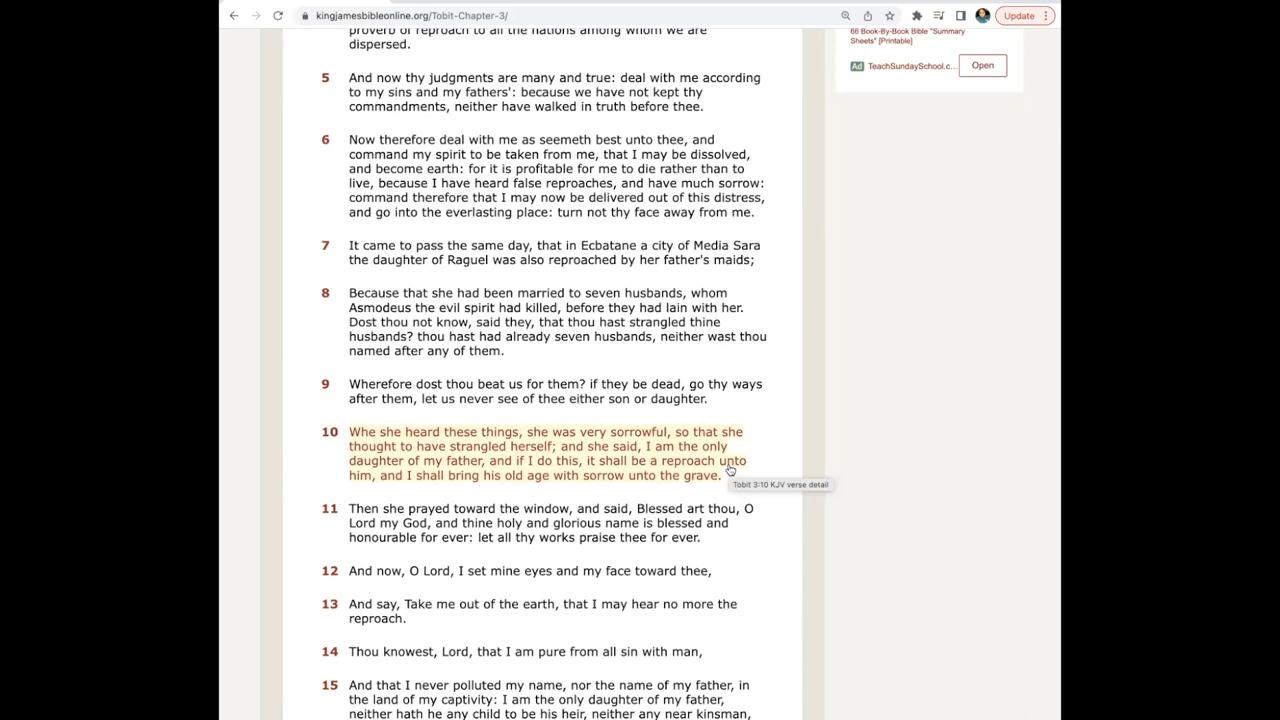 kingjamesbibleonline.org/Tobit-Chapter-3/
Update
proverb of reproach to all the nations among whom we are
dispersed.
5 And now thy judgments are many and true: deal with me according
to my sins and my fathers': because we have not kept thy
commandments, neither have walked in truth before thee.
6 Now therefore deal with me as seemeth best unto thee, and
command my spirit to be taken from me, that I may be dissolved,
and become earth: for it is profitable for me to die rather than to
live, because I have heard false reproaches, and have much sorrow:
command therefore that I may now be delivered out of this distress,
and go into the everlasting place: turn not thy face away from me.
7 It came to pass the same day, that in Ecbatane a city of Media Sara
the daughter of Raguel was also reproached by her father's maids;
8 Because that she had been married to seven husbands, whom
Asmodeus the evil spirit had killed, before they had lain with her.
Dost thou not know, said they, that thou hast strangled thine
husbands? thou hast had already seven husbands, neither wast thou
named after any of them.
9 Wherefore dost thou beat us for them? if they be dead, go thy ways
after them, let us never see of thee either son or daughter.
10 Whe she heard these things, she was very sorrowful, so that she
thought to have strangled herself; and she said, I am the only
daughter of my father, and if I do this, it shall be a reproach unto
him, and I shall bring his old age with sorrow unto the grave.
Tobit 3:10 KJV verse detail
11 Then she prayed toward the window, and said, Blessed art thou, O
Lord my God, and thine holy and glorious name is blessed and
honourable for ever: let all thy works praise thee for ever.
12 And now, O Lord, I set mine eyes and my face toward thee,
13 And say, Take me out of the earth, that I may hear no more the
reproach.
14 Thou knowest, Lord, that I am pure from all sin with man,
15 And that I never polluted my name, nor the name of my father, in
the land of my captivity: I am the only daughter of my father,
neither hath he any child to be his heir, neither any near kinsman,
66 Book-By-Book Bible "Summary
Sheets" [Printable]
Ad TeachSundaySchool.c...
Open